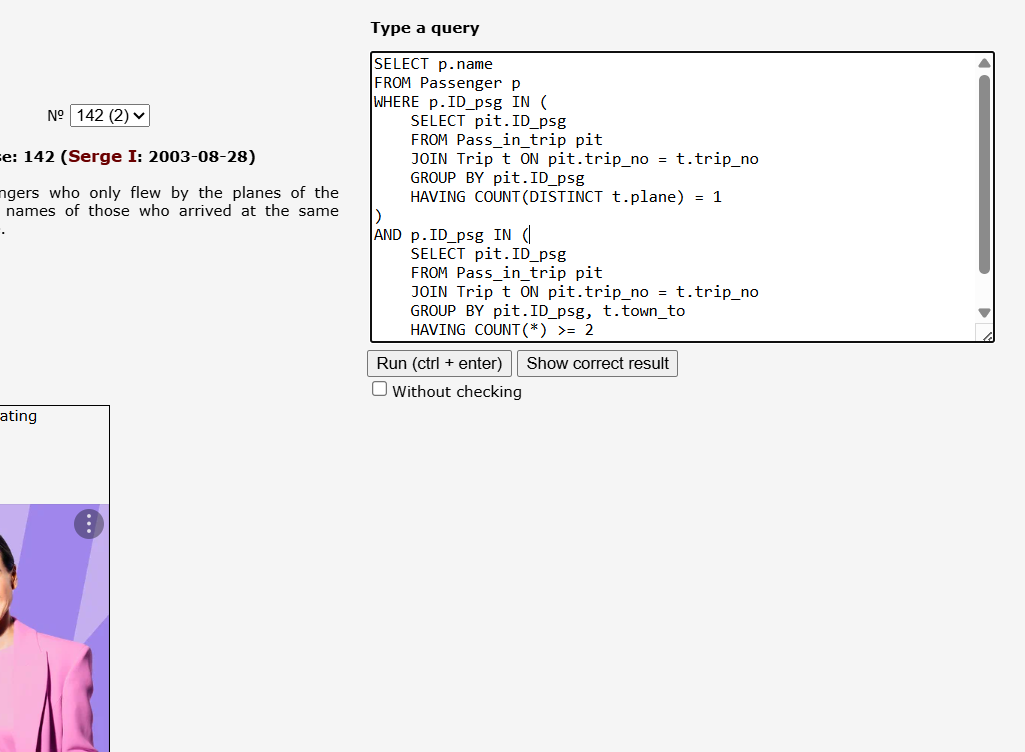 Type a query
SELECT p.name
FROM Passenger p
WHERE p.ID_psg IN (
SELECT pit.ID_psg
FROM Pass_in_trip pit
JOIN Trip t ON pit.trip_no = t.trip_no
GROUP BY pit.ID_psg
HAVING COUNT(DISTINCT t.plane) = 1
)
AND p.ID_psg IN (
SELECT pit.ID_psg
FROM Pass_in_trip pit
JOIN Trip t ON pit.trip_no = t.trip_no
GROUP BY pit.ID_psg, t.town_to
HAVING COUNT(*) >= 2
Run (ctrl + enter) Show correct result
Without checking
Nº 142 (2)
se: 142 (Serge I: 2003-08-28)
ngers who only flew by the planes of the
names of those who arrived at the same
.
ating